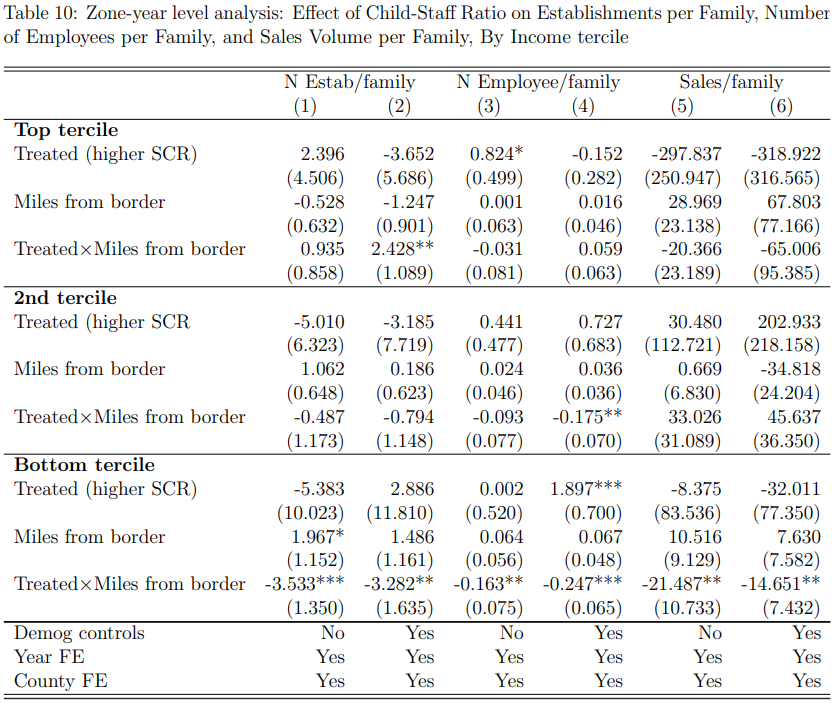 Table 10: Zone-year level analysis: Effect of Child-Staff Ratio on Establishments per Family, Number
of Employees per Family, and Sales Volume per Family, By Income tercile
N Estab/family N Employee/family Sales/family
(1) (2) (3) (4) (5) (6)
Top tercile
Treated (higher SCR) 2.396 -3.652 0.824* -0.152 -297.837 -318.922
(4.506) (5.686) (0.499) (0.282) (250.947) (316.565)
Miles from border -0.528 -1.247 0.001 0.016 28.969 67.803
(0.632) (0.901) (0.063) (0.046) (23.138) (77.166)
Treated×Miles from border 0.935 2.428** -0.031 0.059 -20.366 -65.006
(0.858) (1.089) (0.081) (0.063) (23.189) (95.385)
2nd tercile
Treated (higher SCR -5.010 -3.185 0.441 0.727 30.480 202.933
(6.323) (7.719) (0.477) (0.683) (112.721) (218.158)
Miles from border 1.062 0.186 0.024 0.036 0.669 -34.818
(0.648) (0.623) (0.046) (0.036) (6.830) (24.204)
Treated×Miles from border -0.487 -0.794 -0.093 -0.175** 33.026 45.637
(1.173) (1.148) (0.077) (0.070) (31.089) (36.350)
Bottom tercile
Treated (higher SCR) -5.383 2.886 0.002 1.897*** -8.375 -32.011
(10.023) (11.810) (0.520) (0.700) (83.536) (77.350)
Miles from border 1.967* 1.486 0.064 0.067 10.516 7.630
(1.152) (1.161) (0.056) (0.048) (9.129) (7.582)
Treated×Miles from border -3.533*** -3.282** -0.163** -0.247*** -21.487** -14.651**
(1.350) (1.635) (0.075) (0.065) (10.733) (7.432)
Demog controls No Yes No Yes No Yes
Year FE Yes Yes Yes Yes Yes Yes
County FE Yes Yes Yes Yes Yes Yes